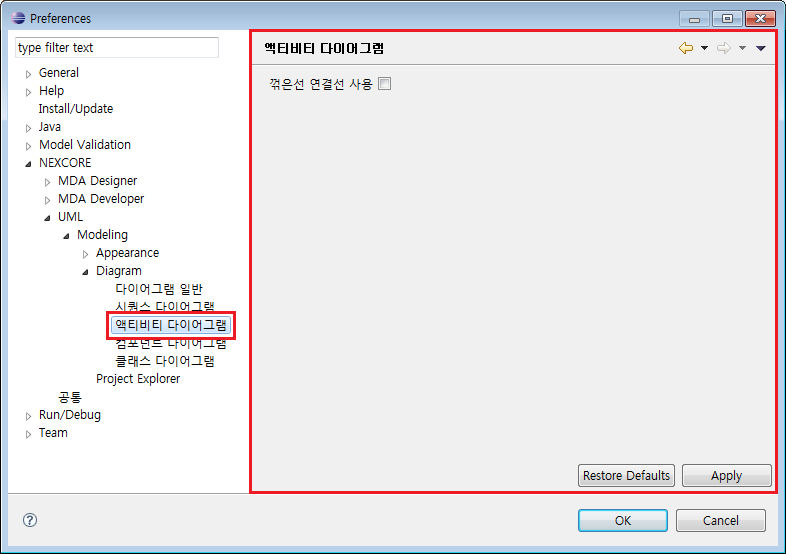 Preferences
type filter text
General
Help
Install/Update
Java
Model Validation
NEXCORE
MDA Designer
MDA Developer
UML
Modeling
Appearance
Diagram
다이어그램 일반
시퀀스 다이어그램
액티비티 다이어그램
컴포넌트 다이어그램
클래스 다이어그램
Project Explorer
공통
Run/Debug
Team
액티비티 다이어그램
꺾은선 연결선 사용
Restore Defaults Apply
OK Cancel